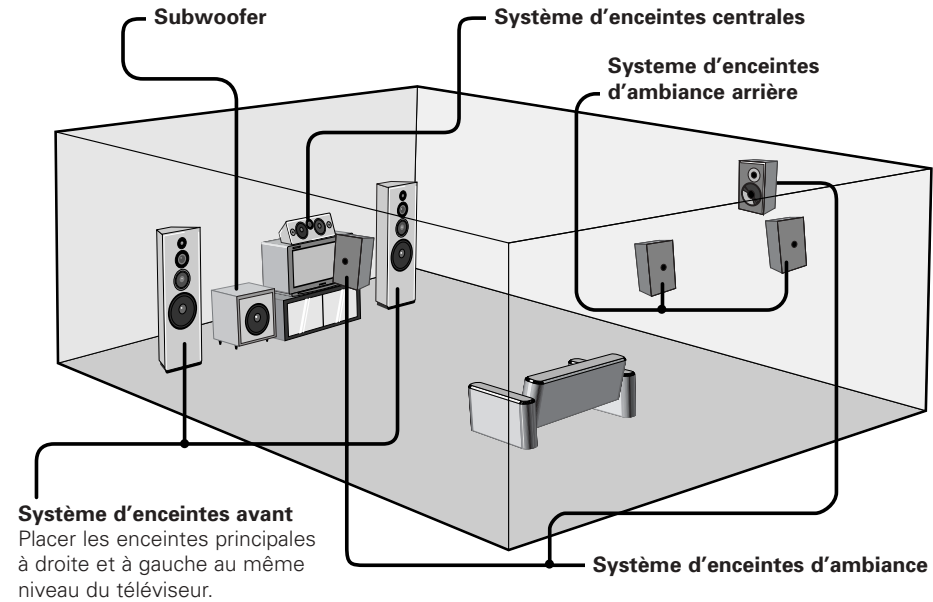 Subwoofer
Système d'enceintes centrales
Systeme d'enceintes
d'ambiance arrière
Système d'enceintes avant
Placer les enceintes principales
à droite et à gauche au même
niveau du téléviseur.
Système d'enceintes d'ambiance